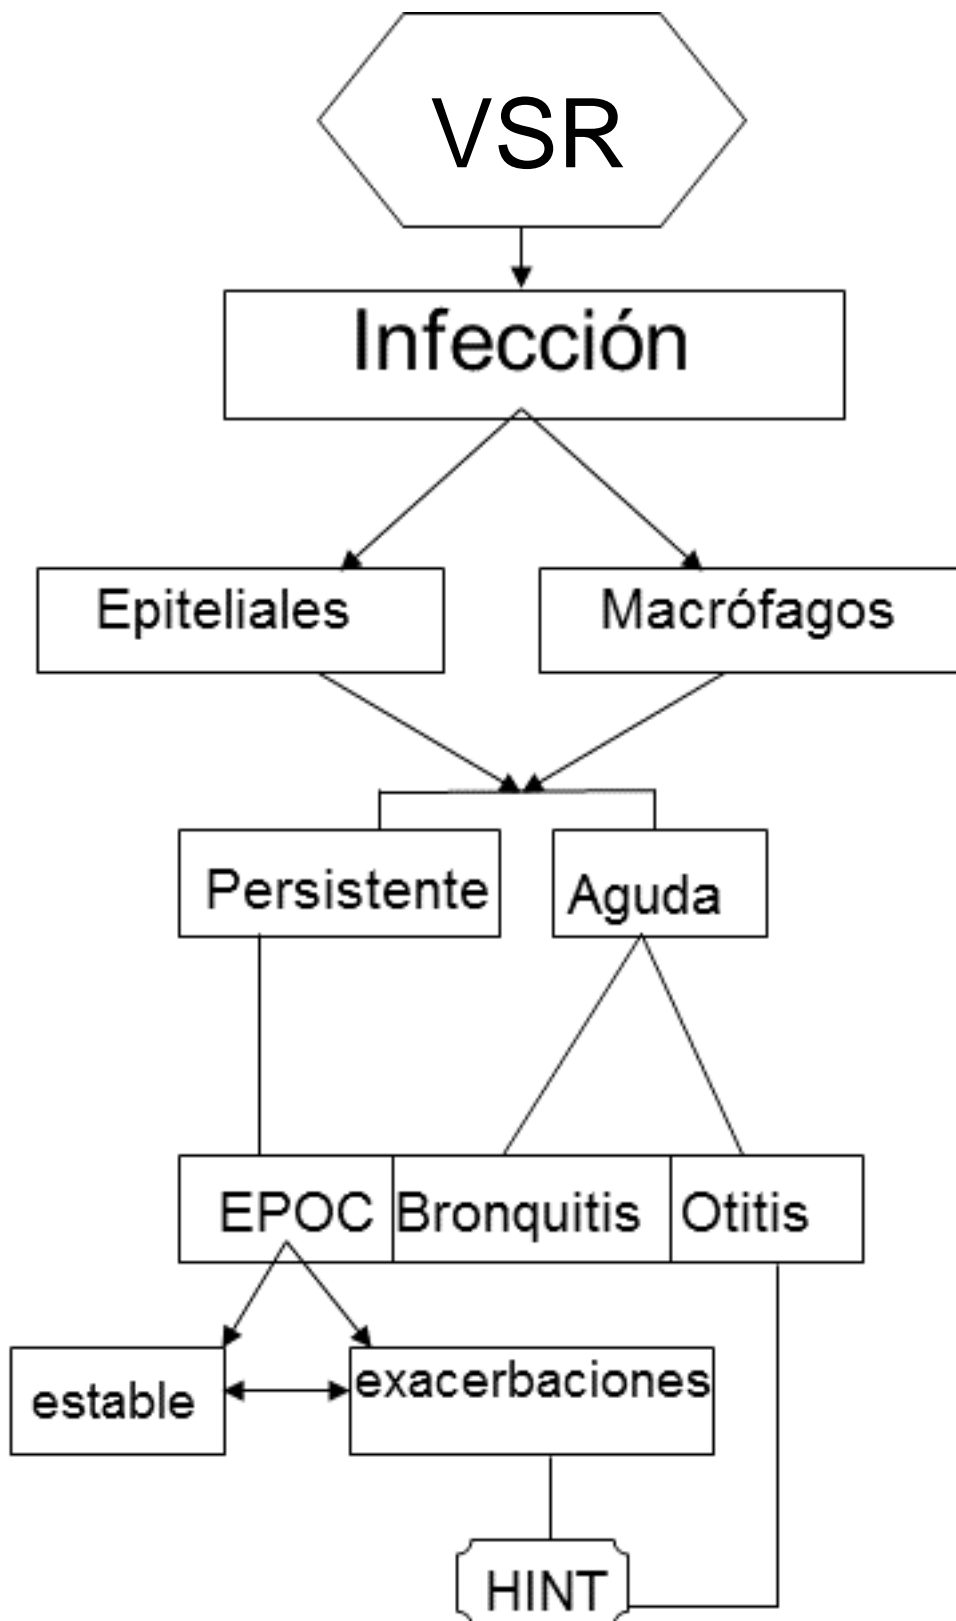 VSR
Infección
Epiteliales
Macrófagos
Persistente
Aguda
EPOC
Bronquitis
Otitis
estable
exacerbaciones
HINT